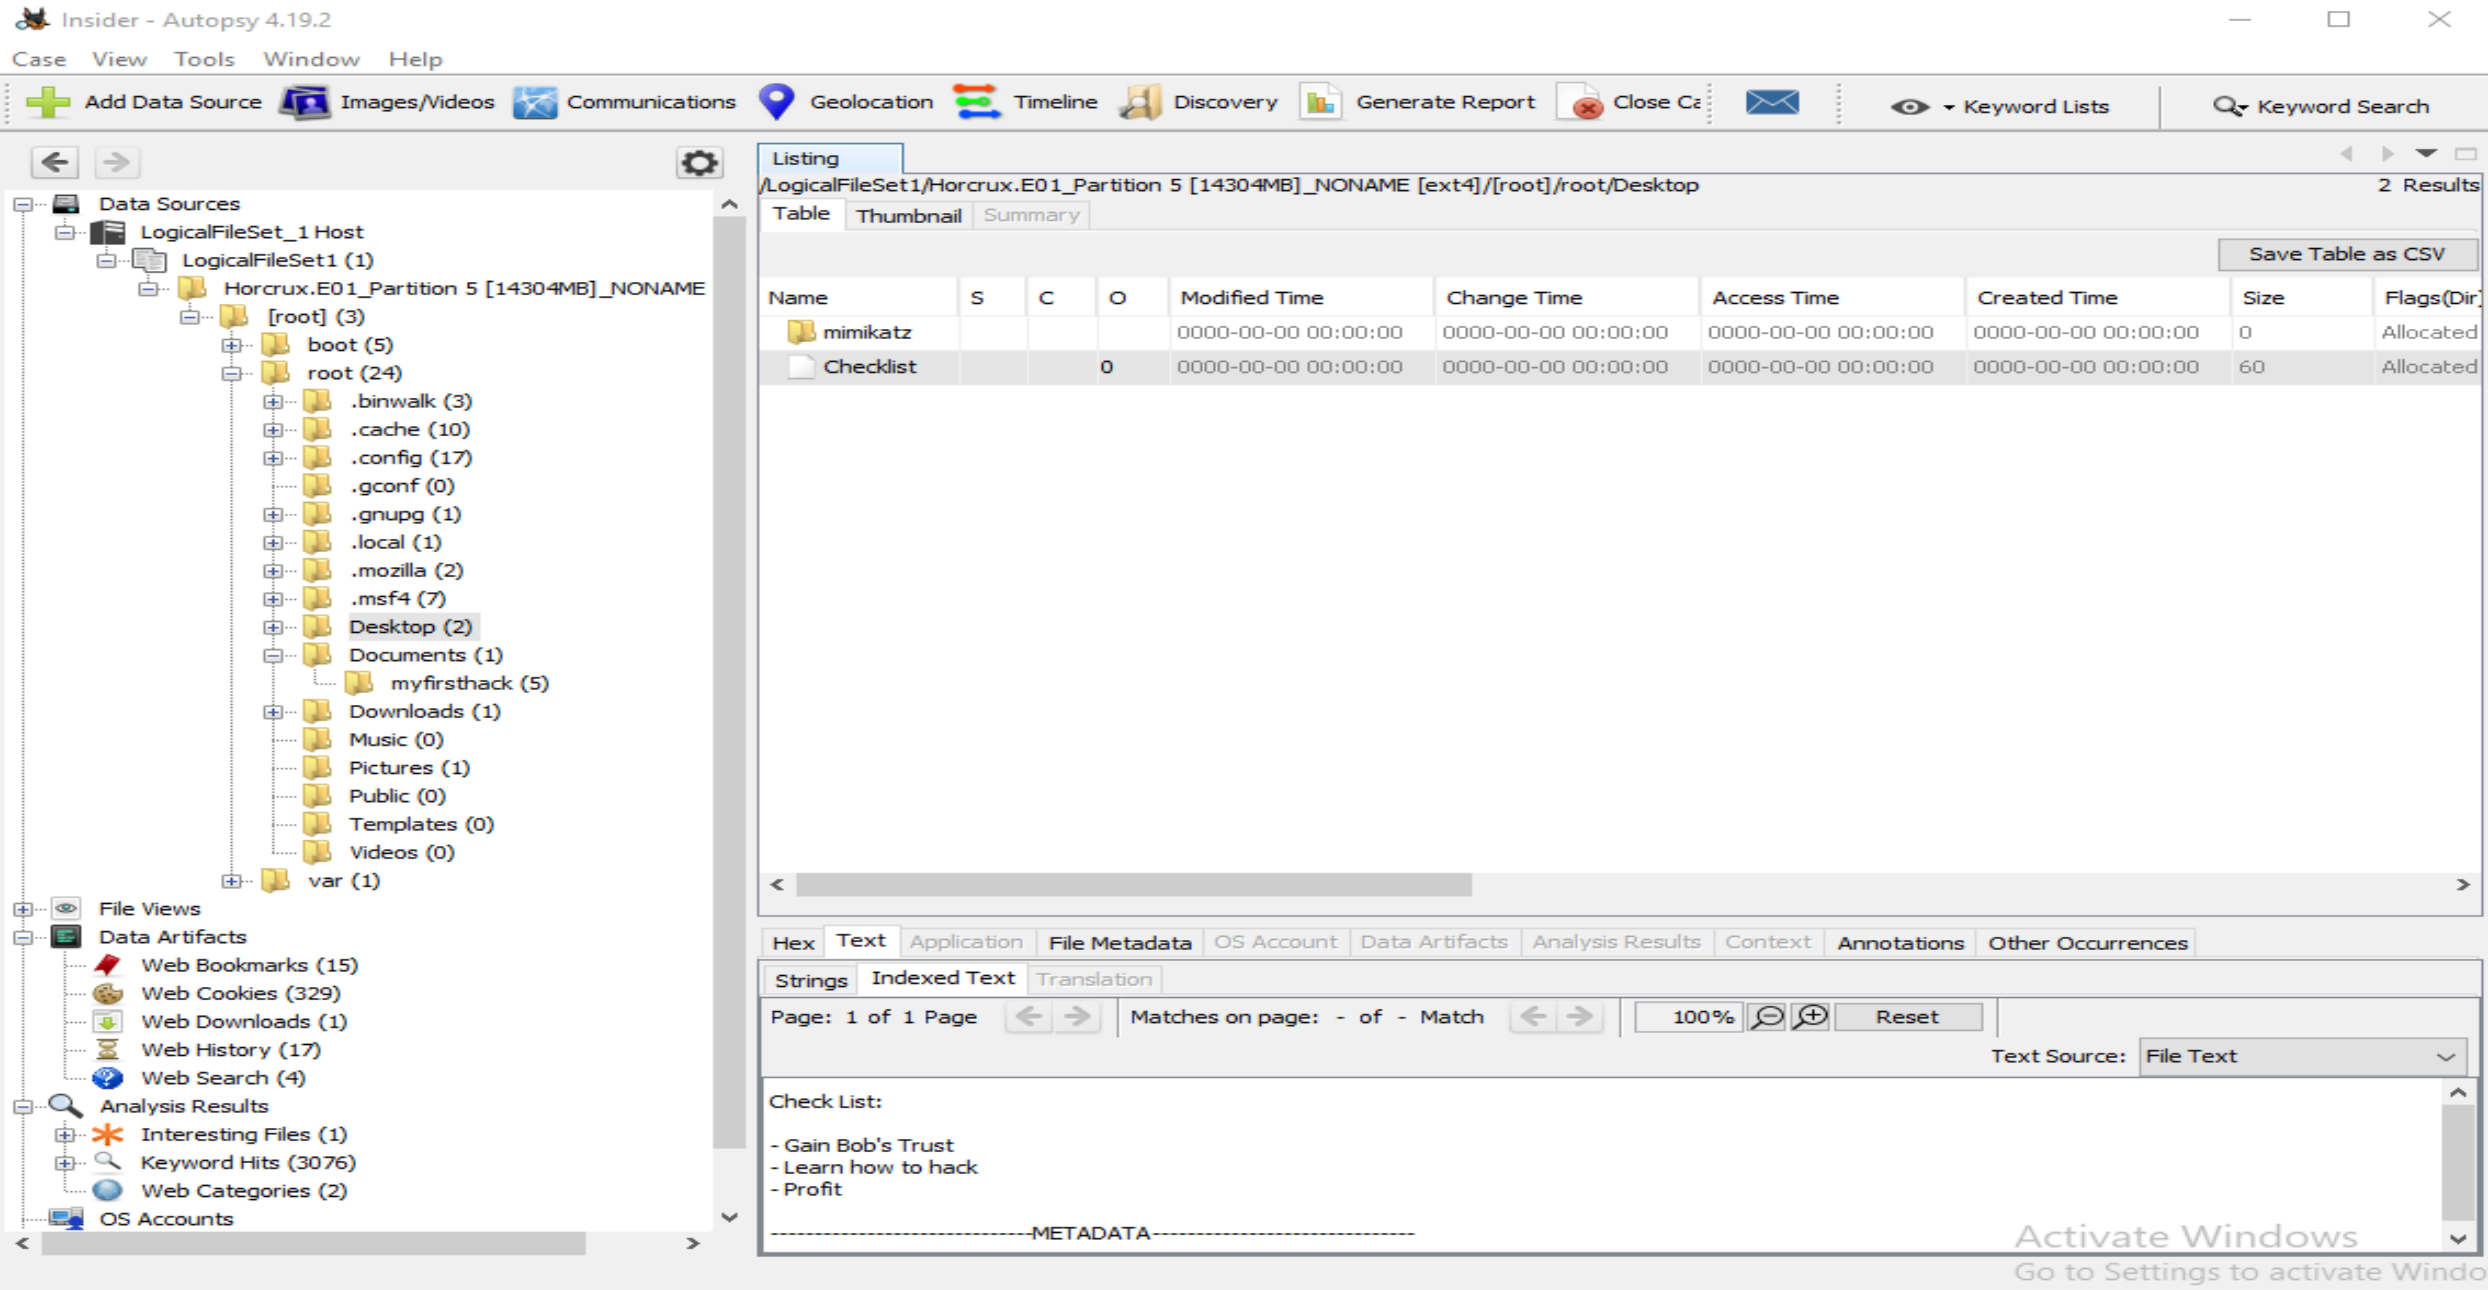 Insider - Autopsy 4.19.2
Case View Tools Window Help
Add Data Source Images/Videos Communications Geolocation Timeline Discovery Generate Report Close Ca Keyword Lists Keyword Search
Data Sources
LogicalFileSet_1 Host
LogicalFileSet1 (1)
Horcrux.E01_Partition 5 [14304MB]_NONAME
[root] (3)
boot (5)
root (24)
.binwalk (3)
.cache (10)
.config (17)
.gconf (0)
.gnupg (1)
.local (1)
.mozilla (2)
.msf4 (7)
Desktop (2)
Documents (1)
myfirsthack (5)
Downloads (1)
Music (0)
Pictures (1)
Public (0)
Templates (0)
Videos (0)
var (1)
File Views
Data Artifacts
Web Bookmarks (15)
Web Cookies (329)
Web Downloads (1)
Web History (17)
Web Search (4)
Analysis Results
Interesting Files (1)
Keyword Hits (3076)
Web Categories (2)
OS Accounts
Listing
/LogicalFileSet1/Horcrux.E01_Partition 5 [14304MB]_NONAME [ext4]/[root]/root/Desktop 2 Results
Table Thumbnail Summary
Save Table as CSV
Name S C O Modified Time Change Time Access Time Created Time Size Flags(Dir)
mimikatz 0000-00-00 00:00:00 0000-00-00 00:00:00 0000-00-00 00:00:00 0000-00-00 00:00:00 0 Allocated
Checklist 0 0000-00-00 00:00:00 0000-00-00 00:00:00 0000-00-00 00:00:00 0000-00-00 00:00:00 60 Allocated
Hex Text Application File Metadata OS Account Data Artifacts Analysis Results Context Annotations Other Occurrences
Strings Indexed Text Translation
Page: 1 of 1 Page Matches on page: - of - Match 100% Reset
Text Source: File Text
Check List:
- Gain Bob's Trust
- Learn how to hack
- Profit
------------------------------METADATA------------------------------
Activate Windows
Go to Settings to activate Windo